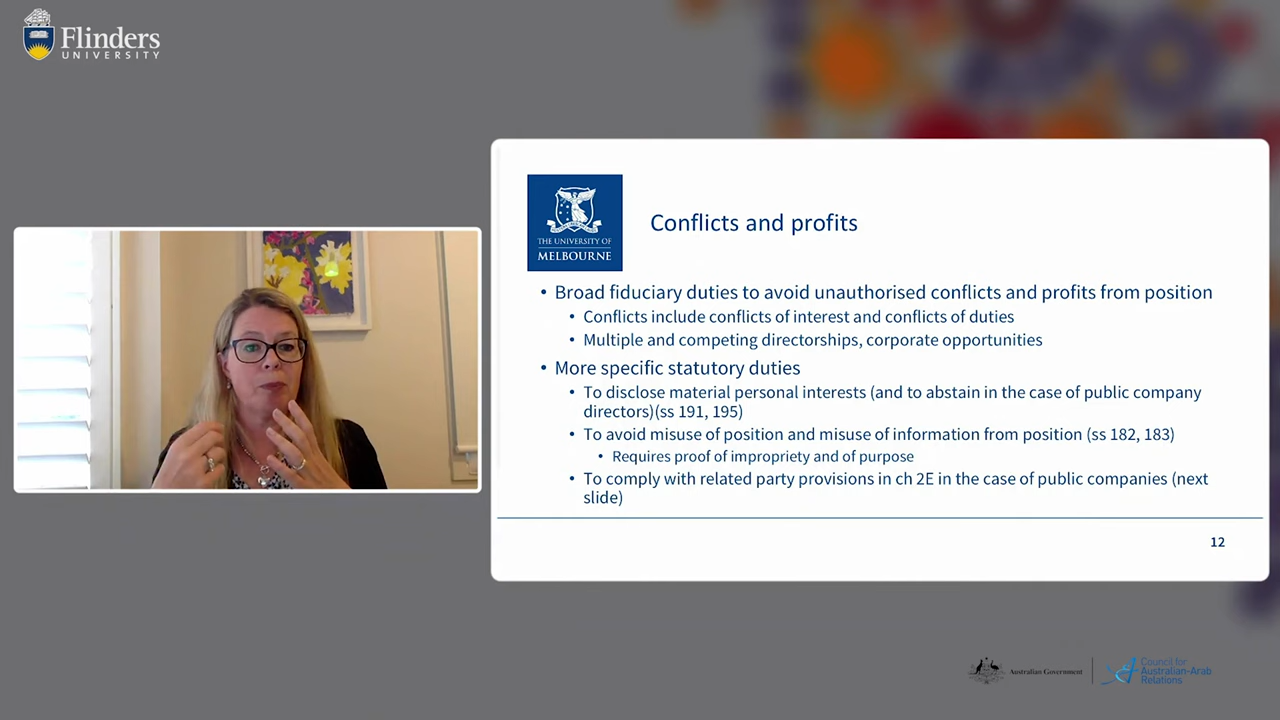 Flinders
UNIVERSITY
THE UNIVERSITY OF
MELBOURNE
Conflicts and profits
• Broad fiduciary duties to avoid unauthorised conflicts and profits from position
• Conflicts include conflicts of interest and conflicts of duties
• Multiple and competing directorships, corporate opportunities
• More specific statutory duties
• To disclose material personal interests (and to abstain in the case of public company
directors)(ss 191, 195)
• To avoid misuse of position and misuse of information from position (ss 182, 183)
• Requires proof of impropriety and of purpose
• To comply with related party provisions in ch 2E in the case of public companies (next
slide)
12
Australian Government
Council for
Australian-Arab
Relations